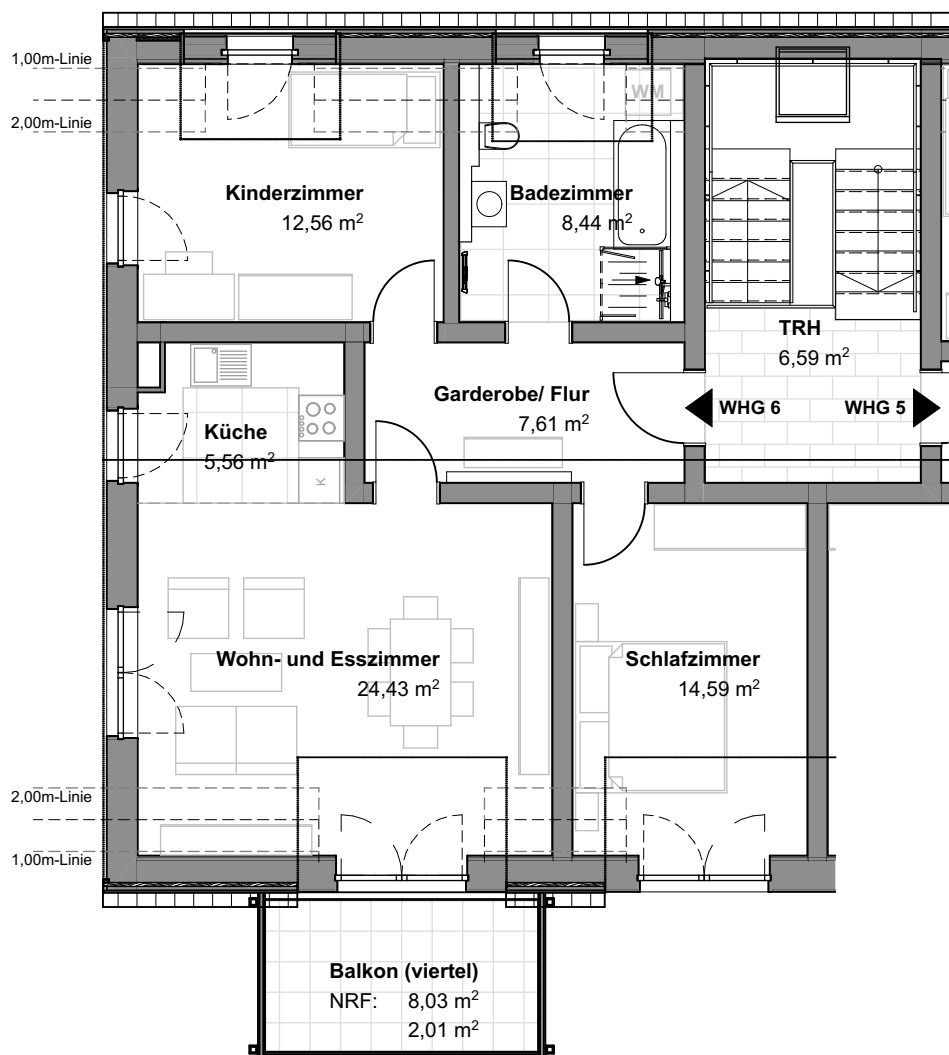 1,00m-Linie
2,00m-Linie
WM
Kinderzimmer
12,56 m²
Badezimmer
8,44 m²
TRH
6,59 m²
Garderobe/ Flur
7,61 m²
WHG 6
WHG 5
Küche
5,56 m²
K
Wohn- und Esszimmer
24,43 m²
Schlafzimmer
14,59 m²
2,00m-Linie
1,00m-Linie
Balkon (viertel)
NRF: 8,03 m²
2,01 m²